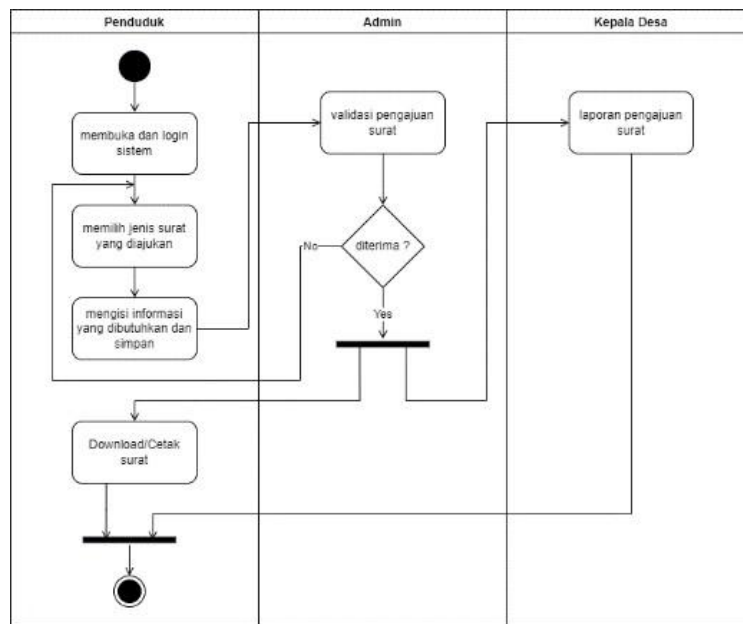 Penduduk
Admin
Kepala Desa
membuka dan login
sistem
validasi pengajuan
surat
laporan pengajuan
surat
memilih jenis surat
yang diajukan
No
diterima ?
mengisi informasi
yang dibutuhkan dan
simpan
Yes
Download/Cetak
surat